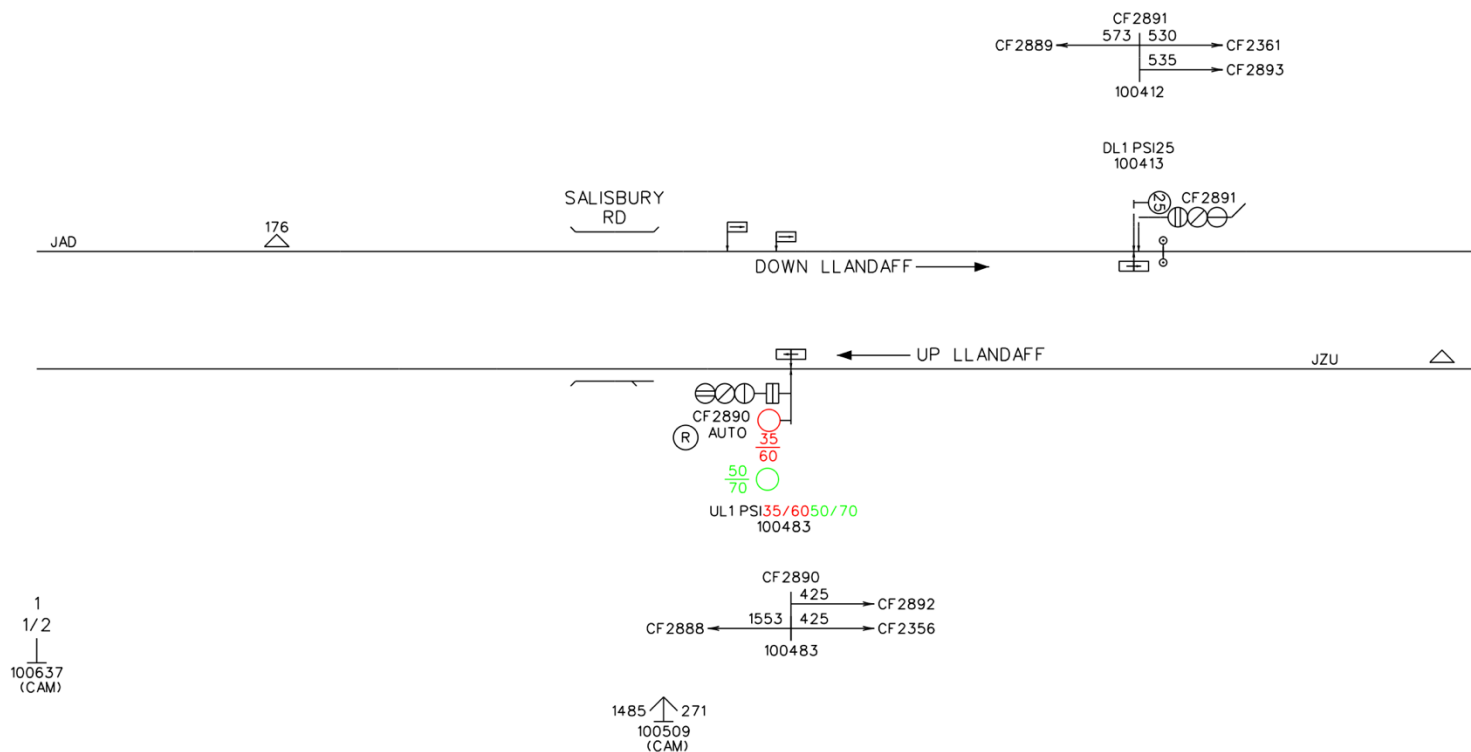 CF2891
573 530
CF2889 CF2361
535
CF2893
100412
DL1 PSI25
100413
SALISBURY
RD
25
CF2891
176
JAD
DOWN LLANDAFF
UP LLANDAFF
JZU
CF2890
AUTO
R
35
60
50
70
UL1 PSI35/6050/70
100483
CF2890
425
CF2892
1553 425
CF2888 CF2356
100483
1
1/2
100637
(CAM)
1485 271
100509
(CAM)